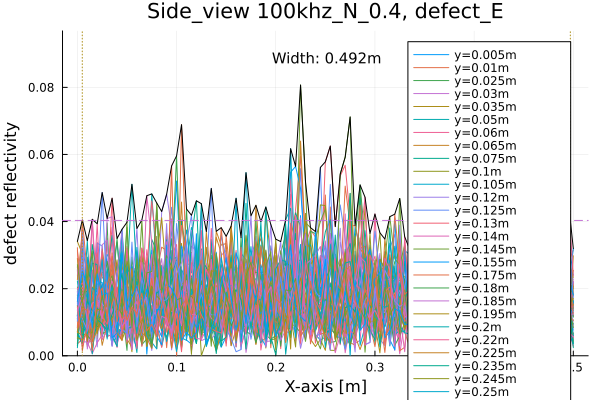 Side_view 100khz_N_0.4, defect_E
Width: 0.492m
defect reflectivity
0.08
0.06
0.04
0.02
0.00
0.0
0.1
0.2
0.3
.5
X-axis [m]
y=0.005m
y=0.01m
y=0.025m
y=0.03m
y=0.035m
y=0.05m
y=0.06m
y=0.065m
y=0.075m
y=0.1m
y=0.105m
y=0.12m
y=0.125m
y=0.13m
y=0.14m
y=0.145m
y=0.155m
y=0.175m
y=0.18m
y=0.185m
y=0.195m
y=0.2m
y=0.22m
y=0.225m
y=0.235m
y=0.245m
y=0.25m